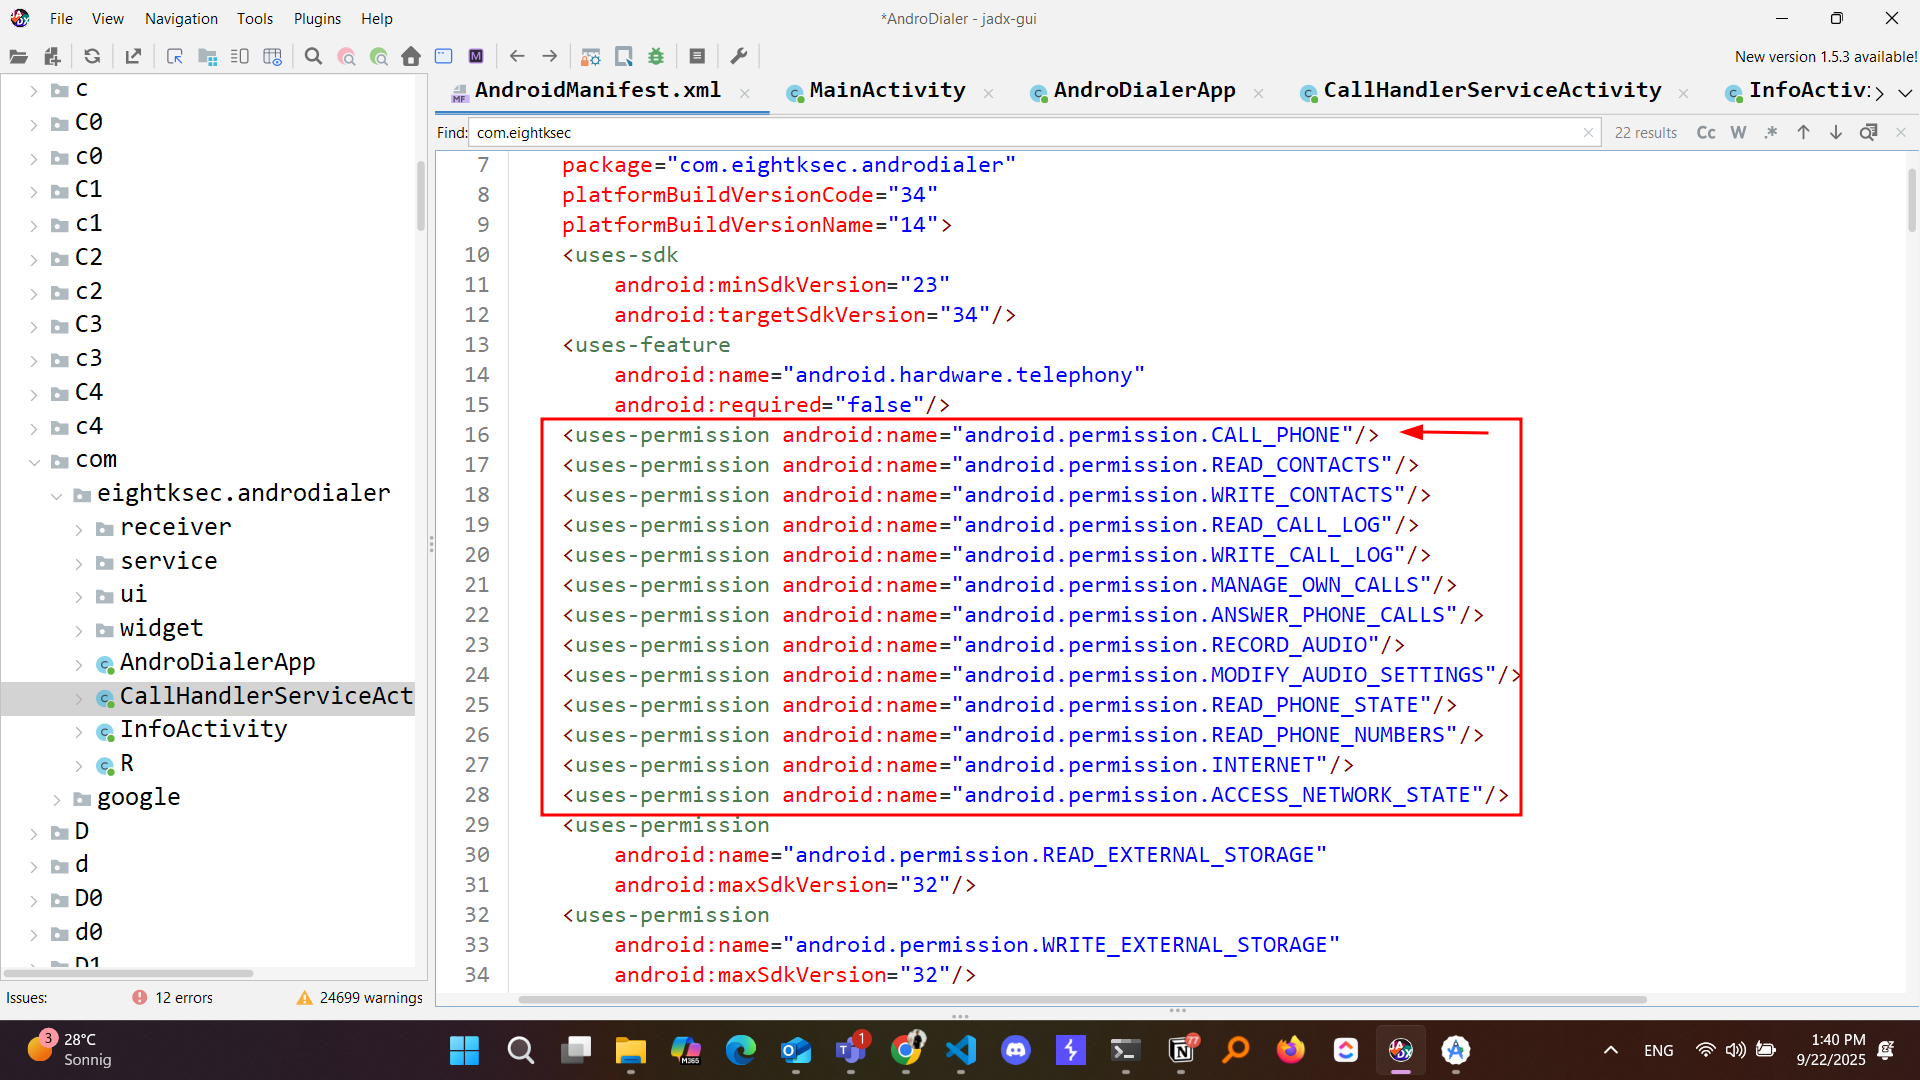 File View Navigation Tools Plugins Help
*AndroDialer - jadx-gui
New version 1.5.3 available!
c
C0
c0
C1
c1
C2
c2
C3
c3
C4
c4
com
eightksec.androdialer
receiver
service
ui
widget
AndroDialerApp
CallHandlerServiceAct
InfoActivity
R
google
D
d
D0
d0
D1
Issues: 12 errors 24699 warnings
AndroidManifest.xml MainActivity AndroDialerApp CallHandlerServiceActivity InfoActivi
Find: com.eightksec 22 results Cc W .*
7 package="com.eightksec.androdialer"
8 platformBuildVersionCode="34"
9 platformBuildVersionName="14">
10 <uses-sdk
11 android:minSdkVersion="23"
12 android:targetSdkVersion="34"/>
13 <uses-feature
14 android:name="android.hardware.telephony"
15 android:required="false"/>
16 <uses-permission android:name="android.permission.CALL_PHONE"/>
17 <uses-permission android:name="android.permission.READ_CONTACTS"/>
18 <uses-permission android:name="android.permission.WRITE_CONTACTS"/>
19 <uses-permission android:name="android.permission.READ_CALL_LOG"/>
20 <uses-permission android:name="android.permission.WRITE_CALL_LOG"/>
21 <uses-permission android:name="android.permission.MANAGE_OWN_CALLS"/>
22 <uses-permission android:name="android.permission.ANSWER_PHONE_CALLS"/>
23 <uses-permission android:name="android.permission.RECORD_AUDIO"/>
24 <uses-permission android:name="android.permission.MODIFY_AUDIO_SETTINGS"/>
25 <uses-permission android:name="android.permission.READ_PHONE_STATE"/>
26 <uses-permission android:name="android.permission.READ_PHONE_NUMBERS"/>
27 <uses-permission android:name="android.permission.INTERNET"/>
28 <uses-permission android:name="android.permission.ACCESS_NETWORK_STATE"/>
29 <uses-permission
30 android:name="android.permission.READ_EXTERNAL_STORAGE"
31 android:maxSdkVersion="32"/>
32 <uses-permission
33 android:name="android.permission.WRITE_EXTERNAL_STORAGE"
34 android:maxSdkVersion="32"/>
3 28°C
Sonnig
M365
1
77
ENG
1:40 PM
9/22/2025